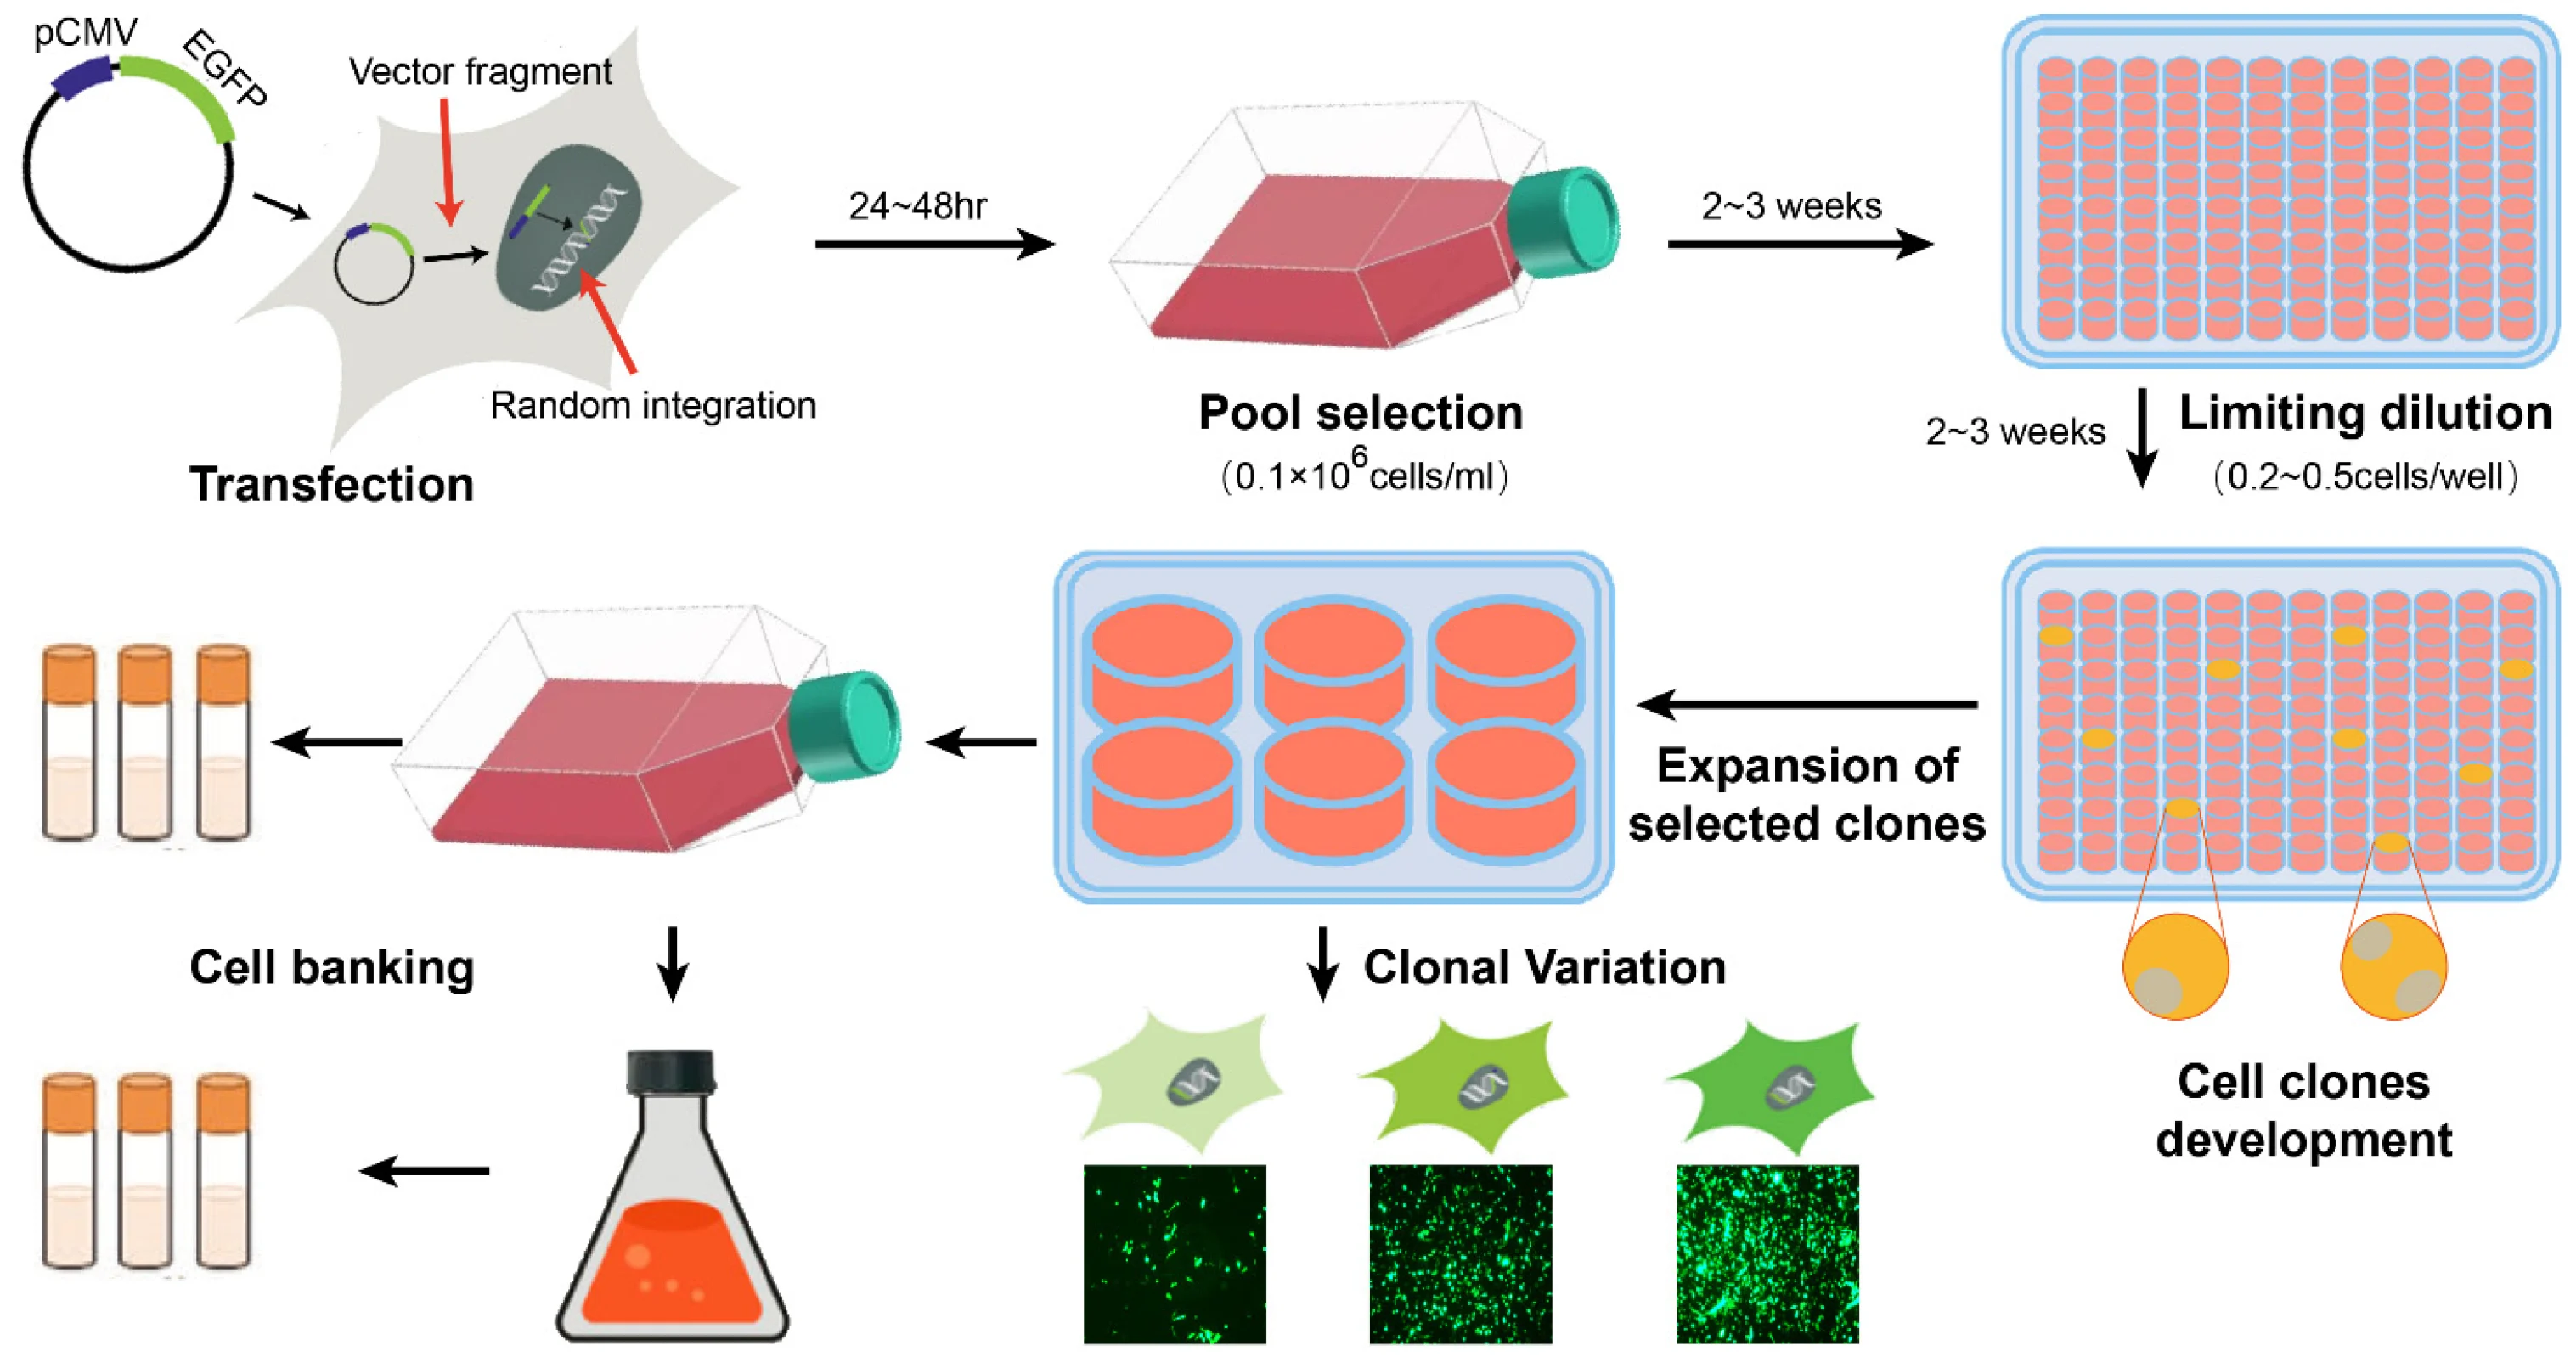 pCMV
EGFP
Vector fragment
Random integration
Transfection
24~48hr
Pool selection
(0.1×10⁶cells/ml)
2~3 weeks
2~3 weeks
Limiting dilution
(0.2~0.5cells/well)
Expansion of
selected clones
Cell clones
development
Clonal Variation
Cell banking